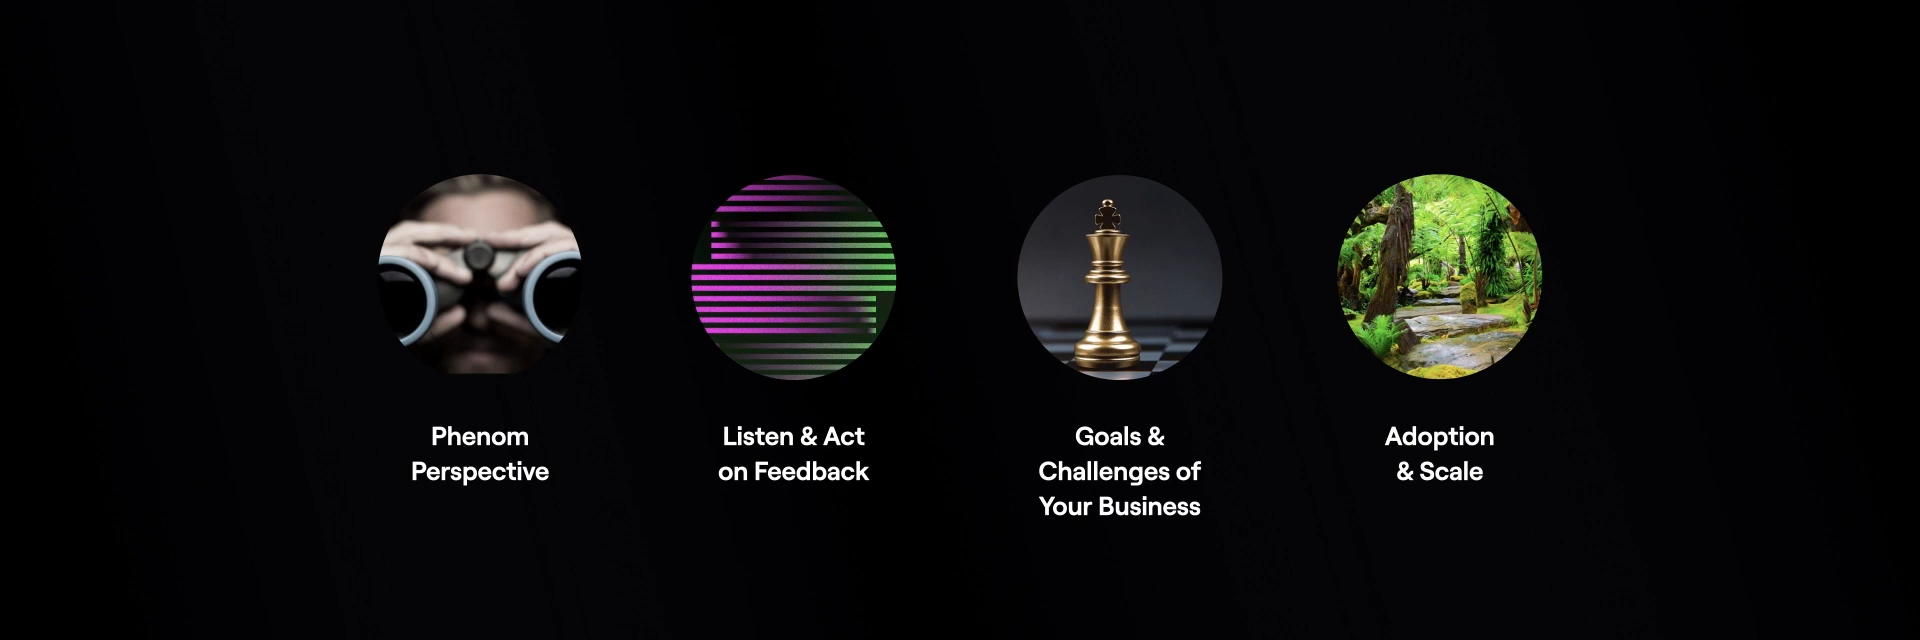 Phenom
Perspective
Listen & Act
on Feedback
Goals &
Challenges of
Your Business
Adoption
& Scale